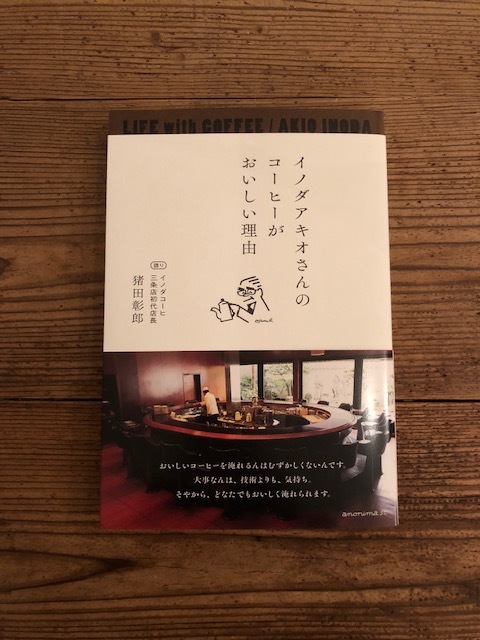 LIFE with COFFEE / AKIO INODA
イノダアキオさんの
コーヒーが
おいしい理由
語り
イノダコーヒ
三条店初代店長
猪田彰郎
おいしいコーヒーを淹れるんはむずかしくないんです。
大事なんは、技術よりも、気持ち。
そやから、どなたでもおいしく淹れられます。
anonima st.